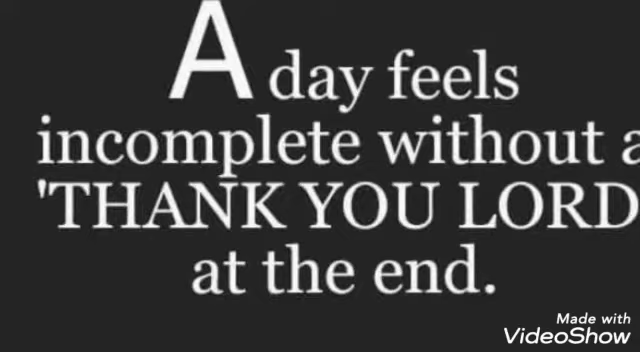 A day feels
incomplete without a
'THANK YOU LORD
at the end.
Made with
VideoShow